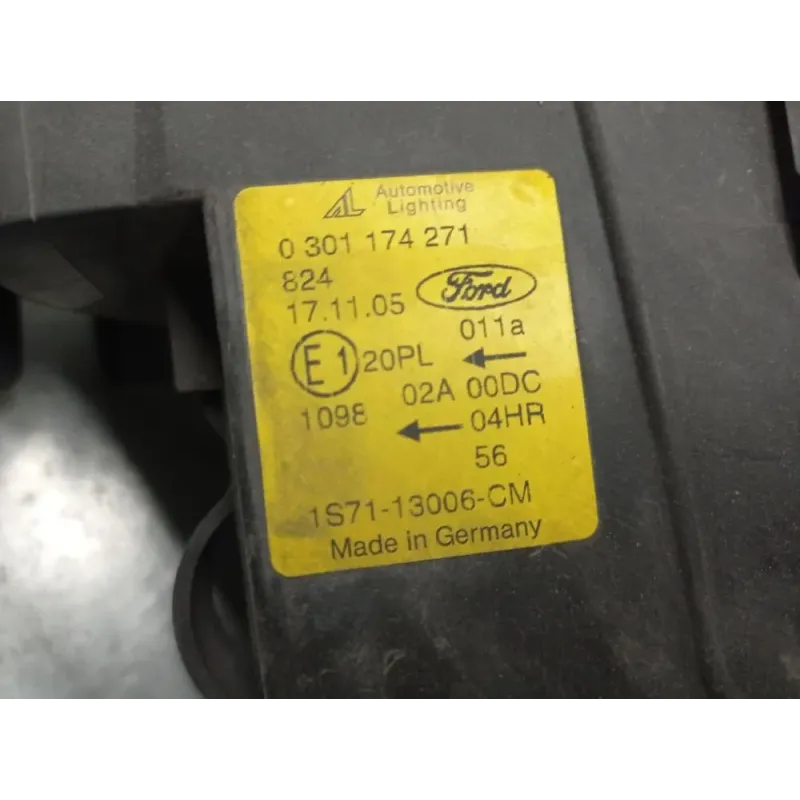 AL Automotive
Lighting
0 301 174 271
824
17.11.05
Ford
011a
E1 20PL ←
02A 00DC
1098 ← 04HR
56
1S71-13006-CM
Made in Germany